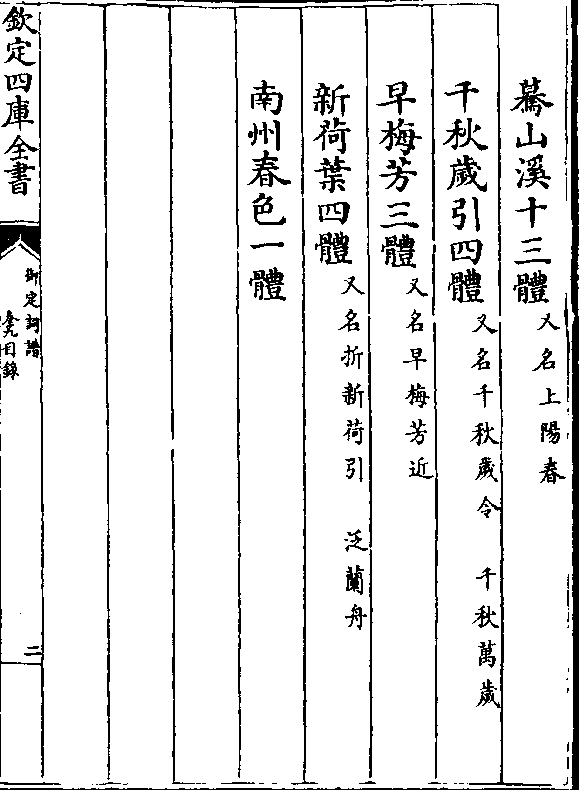 驀山溪十三體又名上陽春
千秋歲引四體又名千秋歲令　千秋萬歲
早梅芳三體又名早梅芳近
新荷葉四體又名折新荷引　泛蘭舟
南州春色一體
欽定四庫全書
御定詞譜
目錄
二